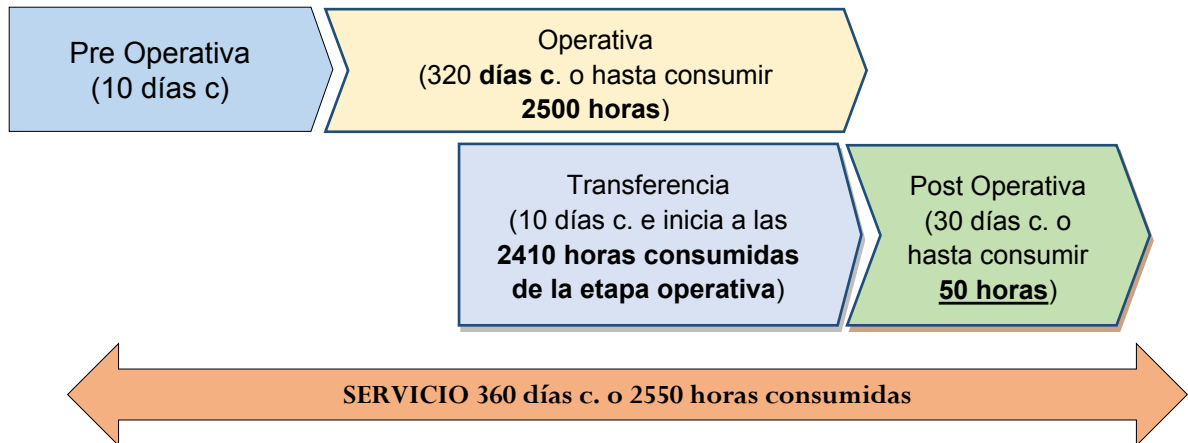 Pre Operativa
(10 días c)
Operativa
(320 días c. o hasta consumir
2500 horas)
Transferencia
(10 días c. e inicia a las
2410 horas consumidas
de la etapa operativa)
Post Operativa
(30 días c. o
hasta consumir
50 horas)
SERVICIO 360 días c. o 2550 horas consumidas